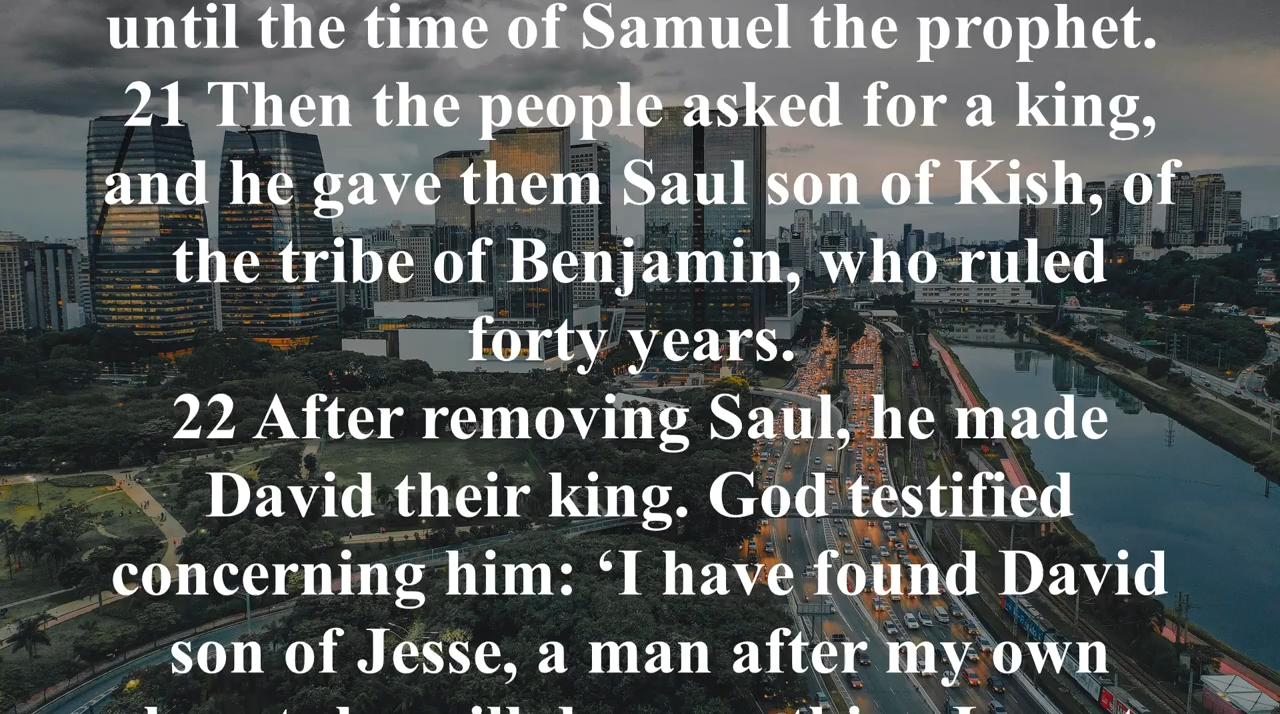 until the time of Samuel the prophet.
21 Then the people asked for a king,
and he gave them Saul son of Kish, of
the tribe of Benjamin, who ruled
forty years.
22 After removing Saul, he made
David their king. God testified
concerning him: ‘I have found David
son of Jesse, a man after my own